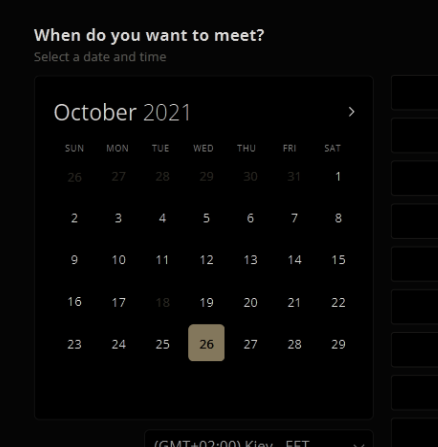 When do you want to meet?
Select a date and time
October 2021
SUN MON TUE WED THU FRI SAT
26 27 28 29 30 31 1
2 3 4 5 6 7 8
9 10 11 12 13 14 15
16 17 18 19 20 21 22
23 24 25 26 27 28 29
(GMT+02:00) Kiev - EET